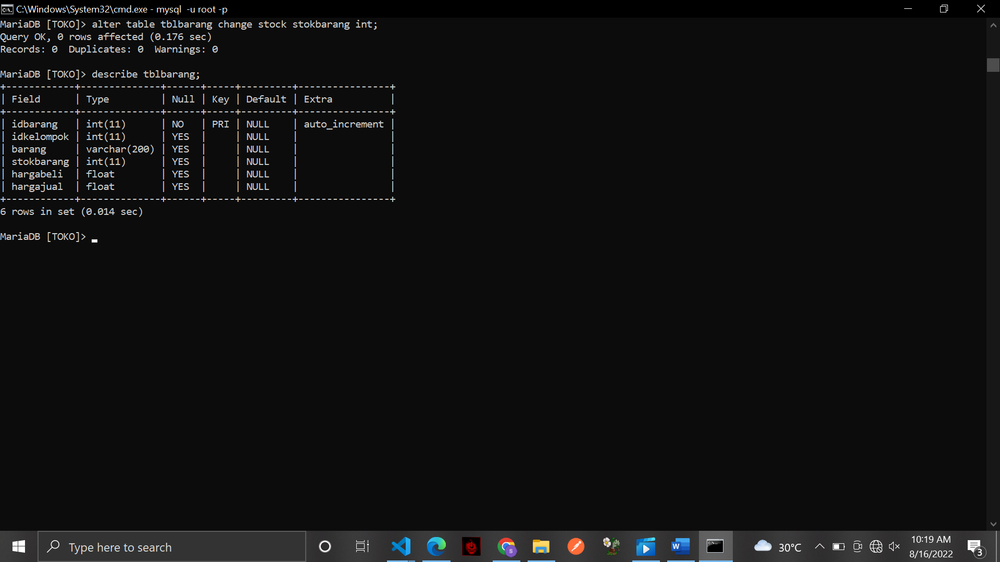 C:\Windows\System32\cmd.exe - mysql  -u root -p
MariaDB [TOKO]> alter table tblbarang change stock stokbarang int;
Query OK, 0 rows affected (0.176 sec)
Records: 0  Duplicates: 0  Warnings: 0
MariaDB [TOKO]> describe tblbarang;
+------------+--------------+------+-----+---------+----------------+
| Field      | Type         | Null | Key | Default | Extra          |
+------------+--------------+------+-----+---------+----------------+
| idbarang   | int(11)      | NO   | PRI | NULL    | auto_increment |
| idkelompok | int(11)      | YES  |     | NULL    |                |
| barang     | varchar(200) | YES  |     | NULL    |                |
| stokbarang | int(11)      | YES  |     | NULL    |                |
| hargabeli  | float        | YES  |     | NULL    |                |
| hargajual  | float        | YES  |     | NULL    |                |
+------------+--------------+------+-----+---------+----------------+
6 rows in set (0.014 sec)
MariaDB [TOKO]> _
Type here to search
30°C
10:19 AM
8/16/2022
3